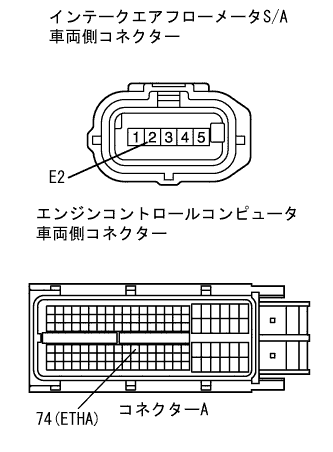 インテークエアフローメータS/A
車両側コネクター
1 2 3 4 5
E2
エンジンコントロールコンピュータ
車両側コネクター
74(ETHA)
コネクターA